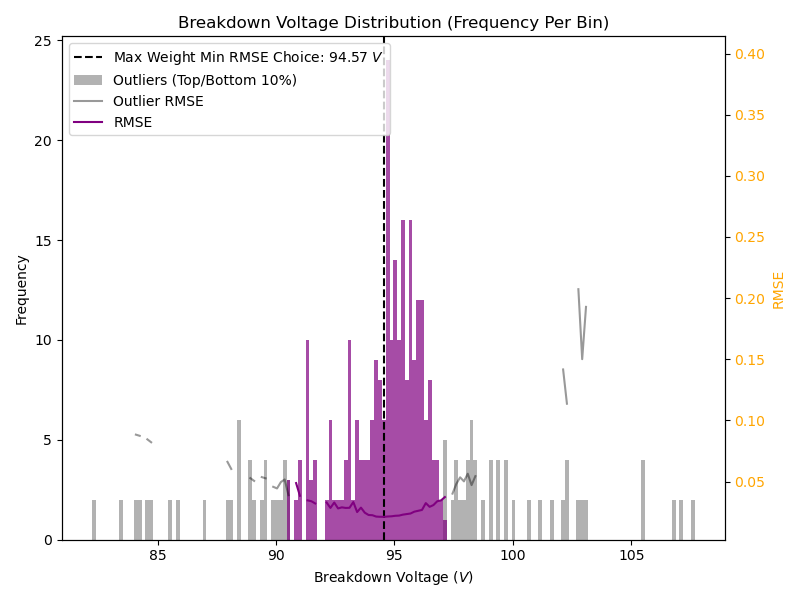 Breakdown Voltage Distribution (Frequency Per Bin)
Max Weight Min RMSE Choice: 94.57 V
Outliers (Top/Bottom 10%)
Outlier RMSE
RMSE
25
20
15
10
5
0
Frequency
0.40
0.35
0.30
0.25
0.20
0.15
0.10
0.05
RMSE
85 90 95 100 105
Breakdown Voltage (V)